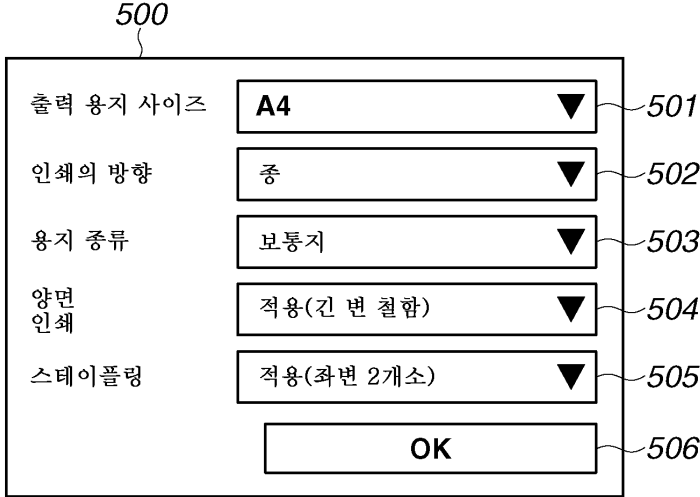 500
출력 용지 사이즈 A4 501
인쇄의 방향 종 502
용지 종류 보통지 503
양면
인쇄 적용(긴 변 철함) 504
스테이플링 적용(좌변 2개소) 505
OK 506